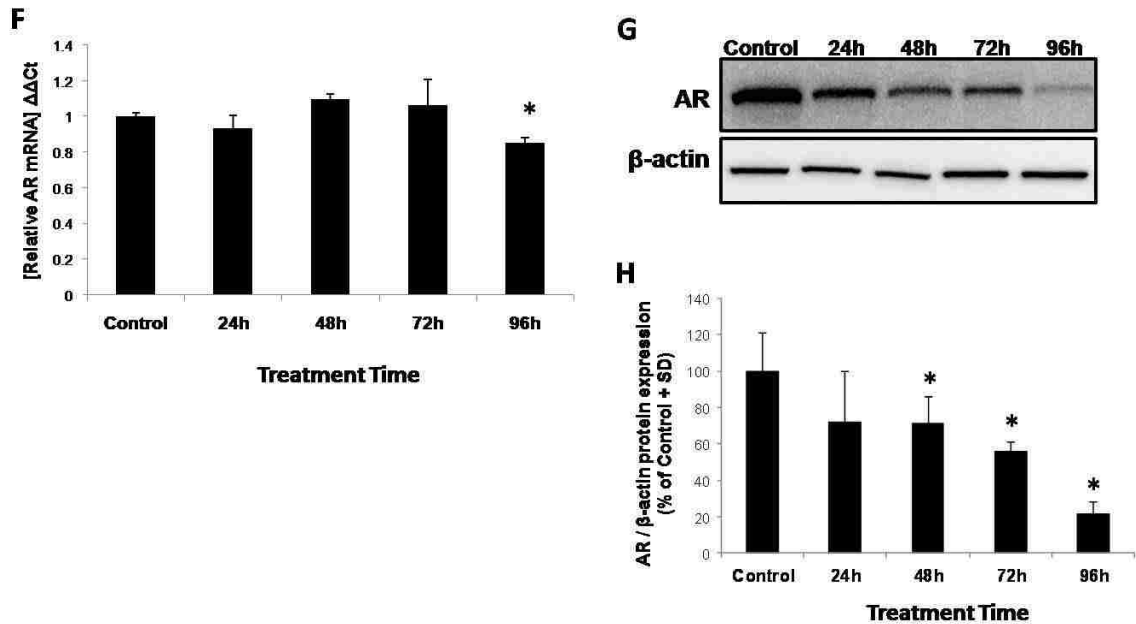 F
[Relative AR mRNA] ΔΔCt
1.4
1.2
1
0.8
0.6
0.4
0.2
0
*
Control 24h 48h 72h 96h
Treatment Time
G
Control 24h 48h 72h 96h
AR
β-actin
H
AR / β-actin protein expression
(% of Control + SD)
140
120
100
80
60
40
20
0
* * *
Control 24h 48h 72h 96h
Treatment Time